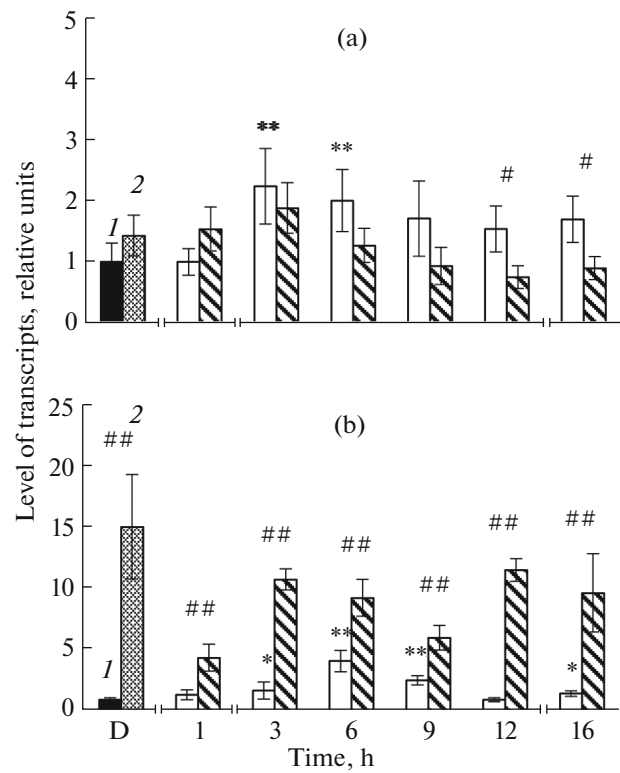 (a)
5
4
3
2
1
0
** ** # #
1 2
Level of transcripts, relative units
(b)
25
20
15
10
5
0
## ## ## ## ## ## ##
1 2
* ** ** *
D 1 3 6 9 12 16
Time, h